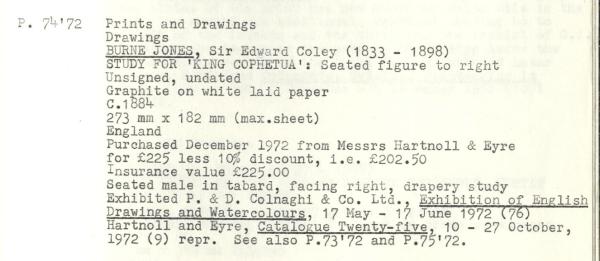 P. 74'72 Prints and Drawings
Drawings
BURNE JONES, Sir Edward Coley (1833 - 1898)
STUDY FOR 'KING COPHETUA': Seated figure to right
Unsigned, undated
Graphite on white laid paper
C.1884
273 mm x 182 mm (max.sheet)
England
Purchased December 1972 from Messrs Hartnoll & Eyre
for £225 less 10% discount, i.e. £202.50
Insurance value £225.00
Seated male in tabard, facing right, drapery study
Exhibited P. & D. Colnaghi & Co. Ltd., Exhibition of English
Drawings and Watercolours, 17 May - 17 June 1972 (76)
Hartnoll and Eyre, Catalogue Twenty-five, 10 - 27 October,
1972 (9) repr. See also P.73'72 and P.75'72.